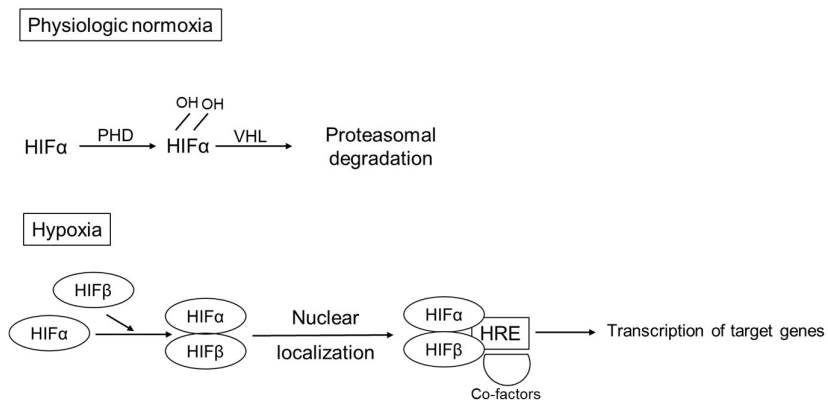 Physiologic normoxia
OH OH
HIFα PHD HIFα VHL Proteasomal
degradation
Hypoxia
HIFβ
HIFα
HIFα
HIFβ
Nuclear
localization
HIFα
HIFβ
HRE
Co-factors
Transcription of target genes